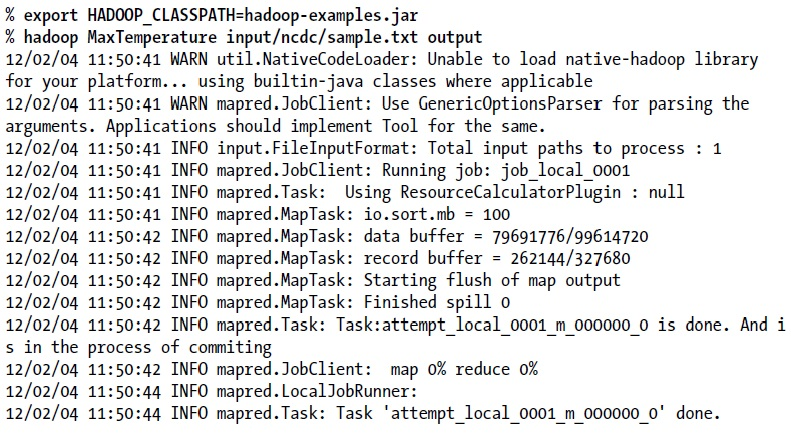 % export HADOOP_CLASSPATH=hadoop-examples.jar
% hadoop MaxTemperature input/ncdc/sample.txt output
12/02/04 11:50:41 WARN util.NativeCodeLoader: Unable to load native-hadoop library
for your platform... using builtin-java classes where applicable
12/02/04 11:50:41 WARN mapred.JobClient: Use GenericOptionsParser for parsing the
arguments. Applications should implement Tool for the same.
12/02/04 11:50:41 INFO input.FileInputFormat: Total input paths to process : 1
12/02/04 11:50:41 INFO mapred.JobClient: Running job: job_local_0001
12/02/04 11:50:41 INFO mapred.Task:  Using ResourceCalculatorPlugin : null
12/02/04 11:50:41 INFO mapred.MapTask: io.sort.mb = 100
12/02/04 11:50:42 INFO mapred.MapTask: data buffer = 79691776/99614720
12/02/04 11:50:42 INFO mapred.MapTask: record buffer = 262144/327680
12/02/04 11:50:42 INFO mapred.MapTask: Starting flush of map output
12/02/04 11:50:42 INFO mapred.MapTask: Finished spill 0
12/02/04 11:50:42 INFO mapred.Task: Task:attempt_local_0001_m_000000_0 is done. And i
s in the process of commiting
12/02/04 11:50:42 INFO mapred.JobClient:  map 0% reduce 0%
12/02/04 11:50:44 INFO mapred.LocalJobRunner:
12/02/04 11:50:44 INFO mapred.Task: Task 'attempt_local_0001_m_000000_0' done.